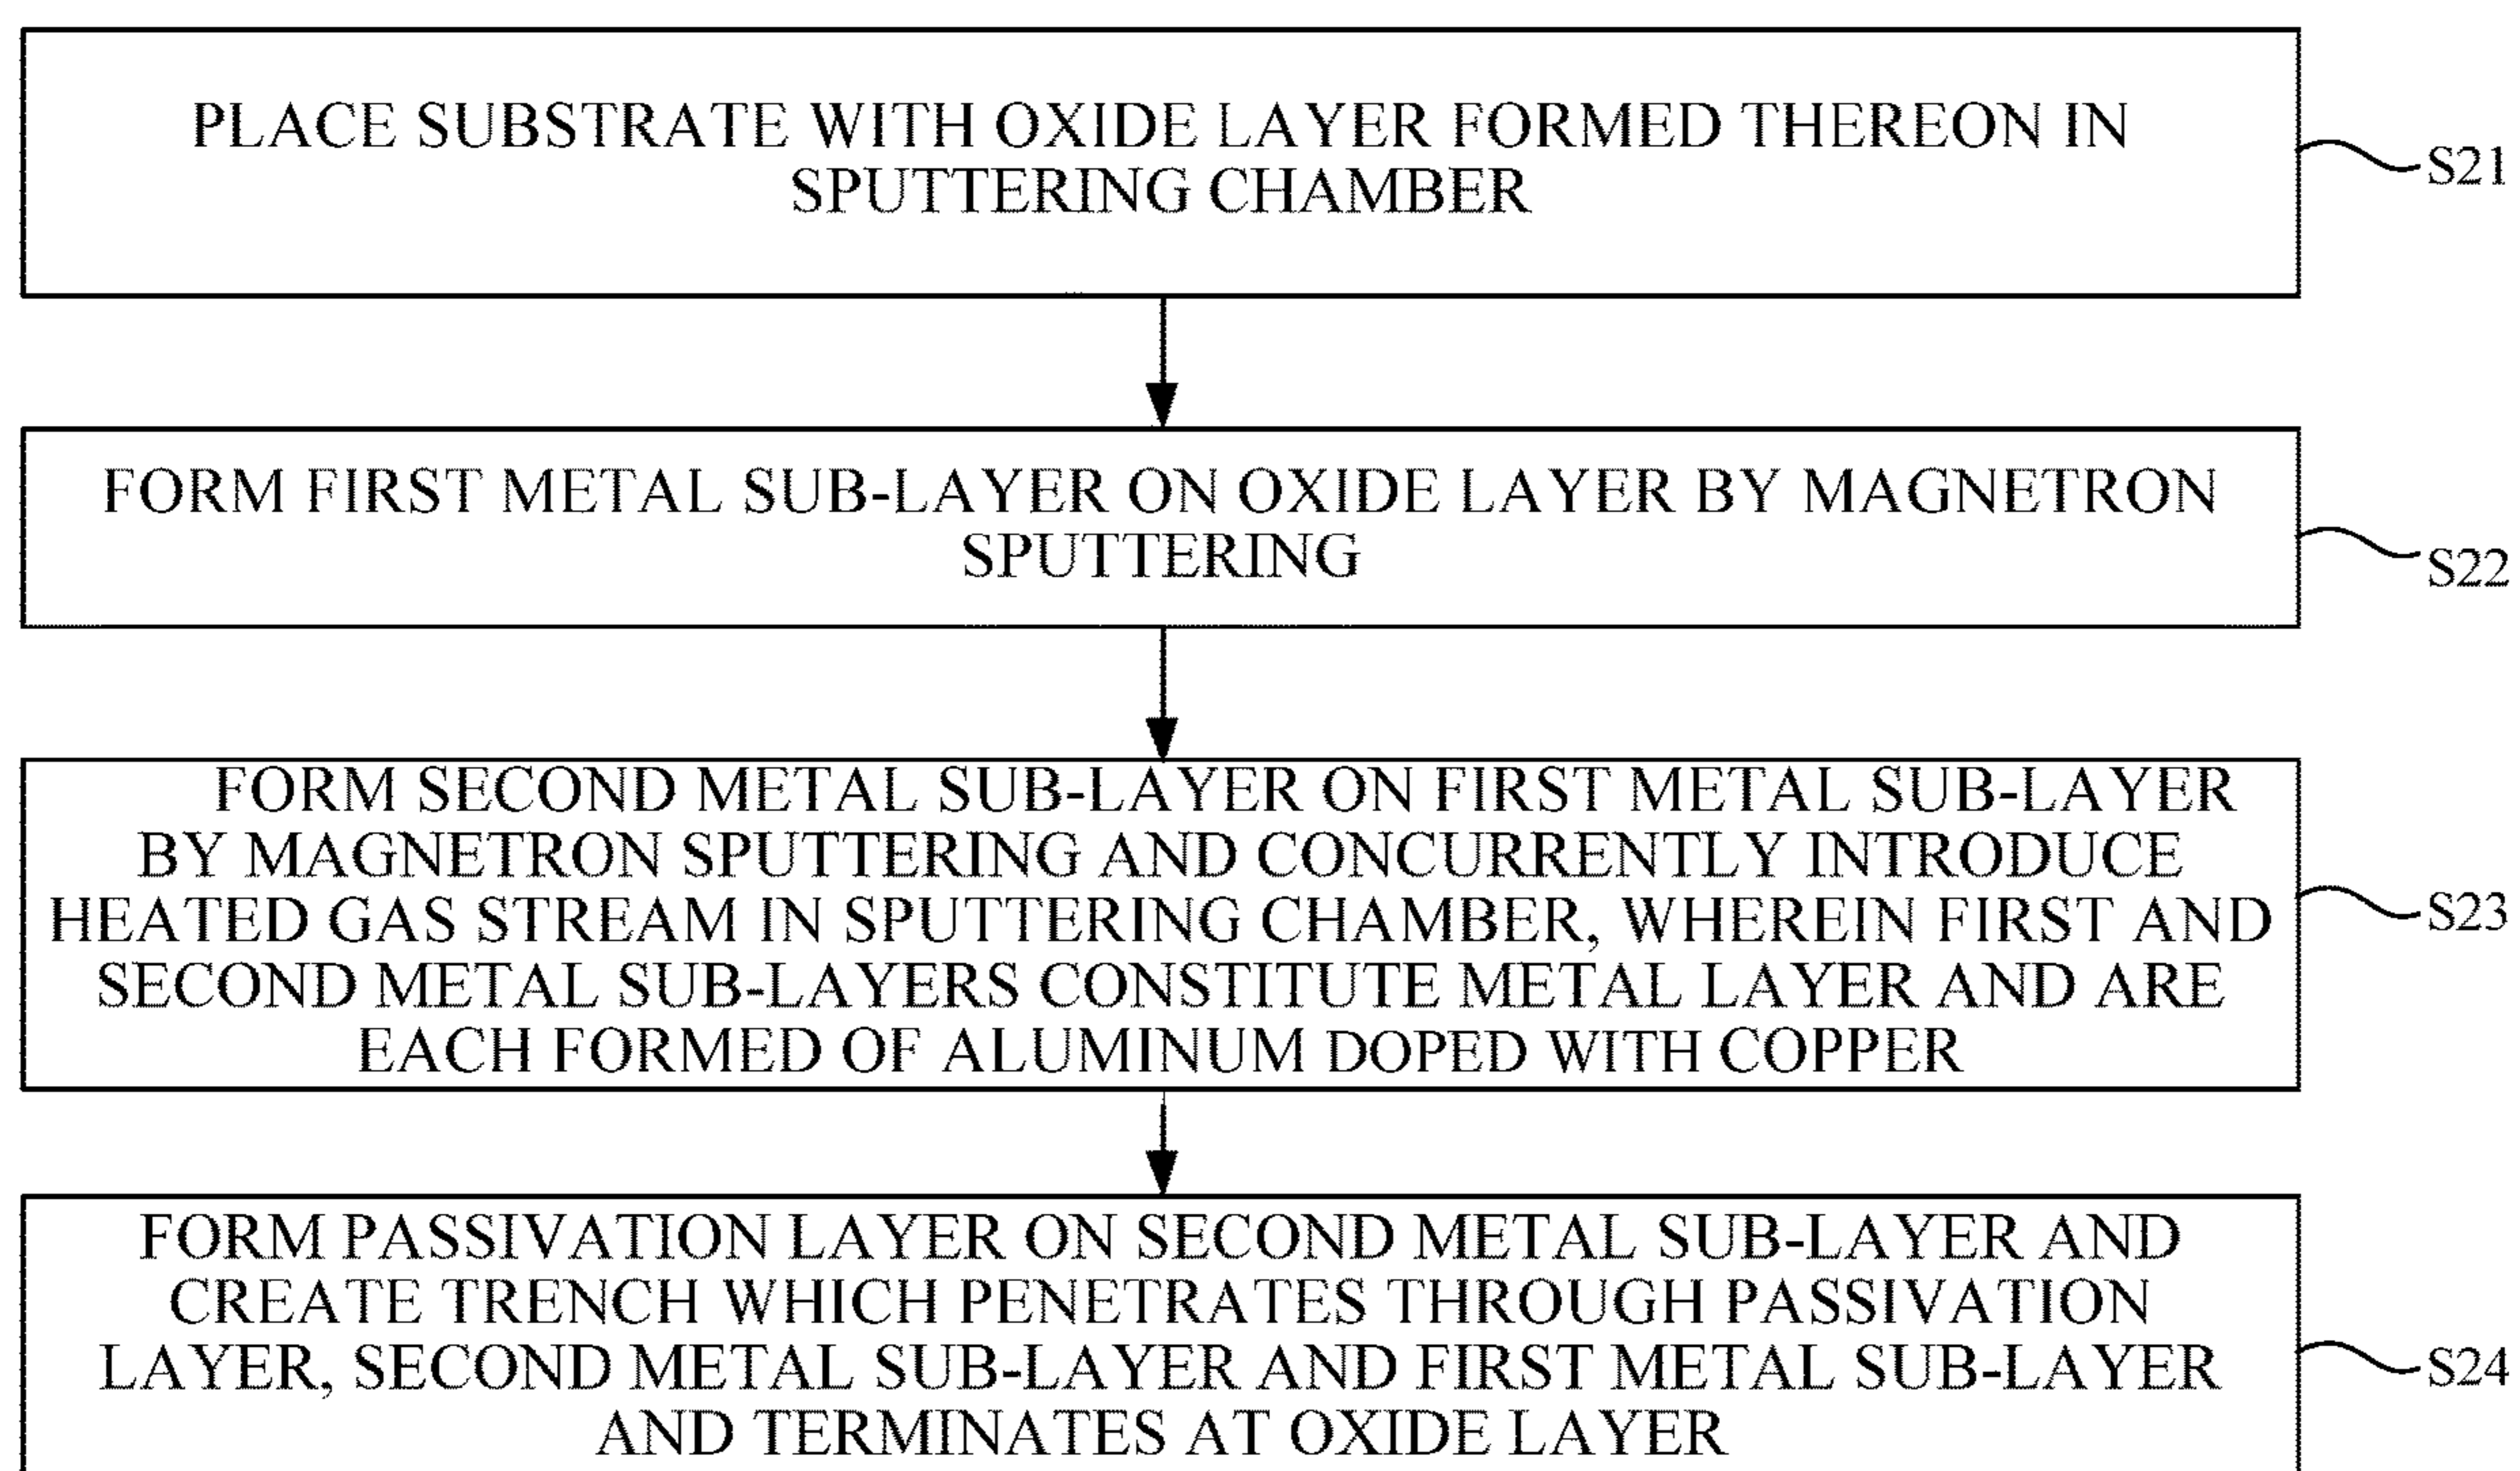 PLACE SUBSTRATE WITH OXIDE LAYER FORMED THEREON IN
SPUTTERING CHAMBER
S21
FORM FIRST METAL SUB-LAYER ON OXIDE LAYER BY MAGNETRON
SPUTTERING
S22
FORM SECOND METAL SUB-LAYER ON FIRST METAL SUB-LAYER
BY MAGNETRON SPUTTERING AND CONCURRENTLY INTRODUCE
HEATED GAS STREAM IN SPUTTERING CHAMBER, WHEREIN FIRST AND
SECOND METAL SUB-LAYERS CONSTITUTE METAL LAYER AND ARE
EACH FORMED OF ALUMINUM DOPED WITH COPPER
S23
FORM PASSIVATION LAYER ON SECOND METAL SUB-LAYER AND
CREATE TRENCH WHICH PENETRATES THROUGH PASSIVATION
LAYER, SECOND METAL SUB-LAYER AND FIRST METAL SUB-LAYER
AND TERMINATES AT OXIDE LAYER
S24